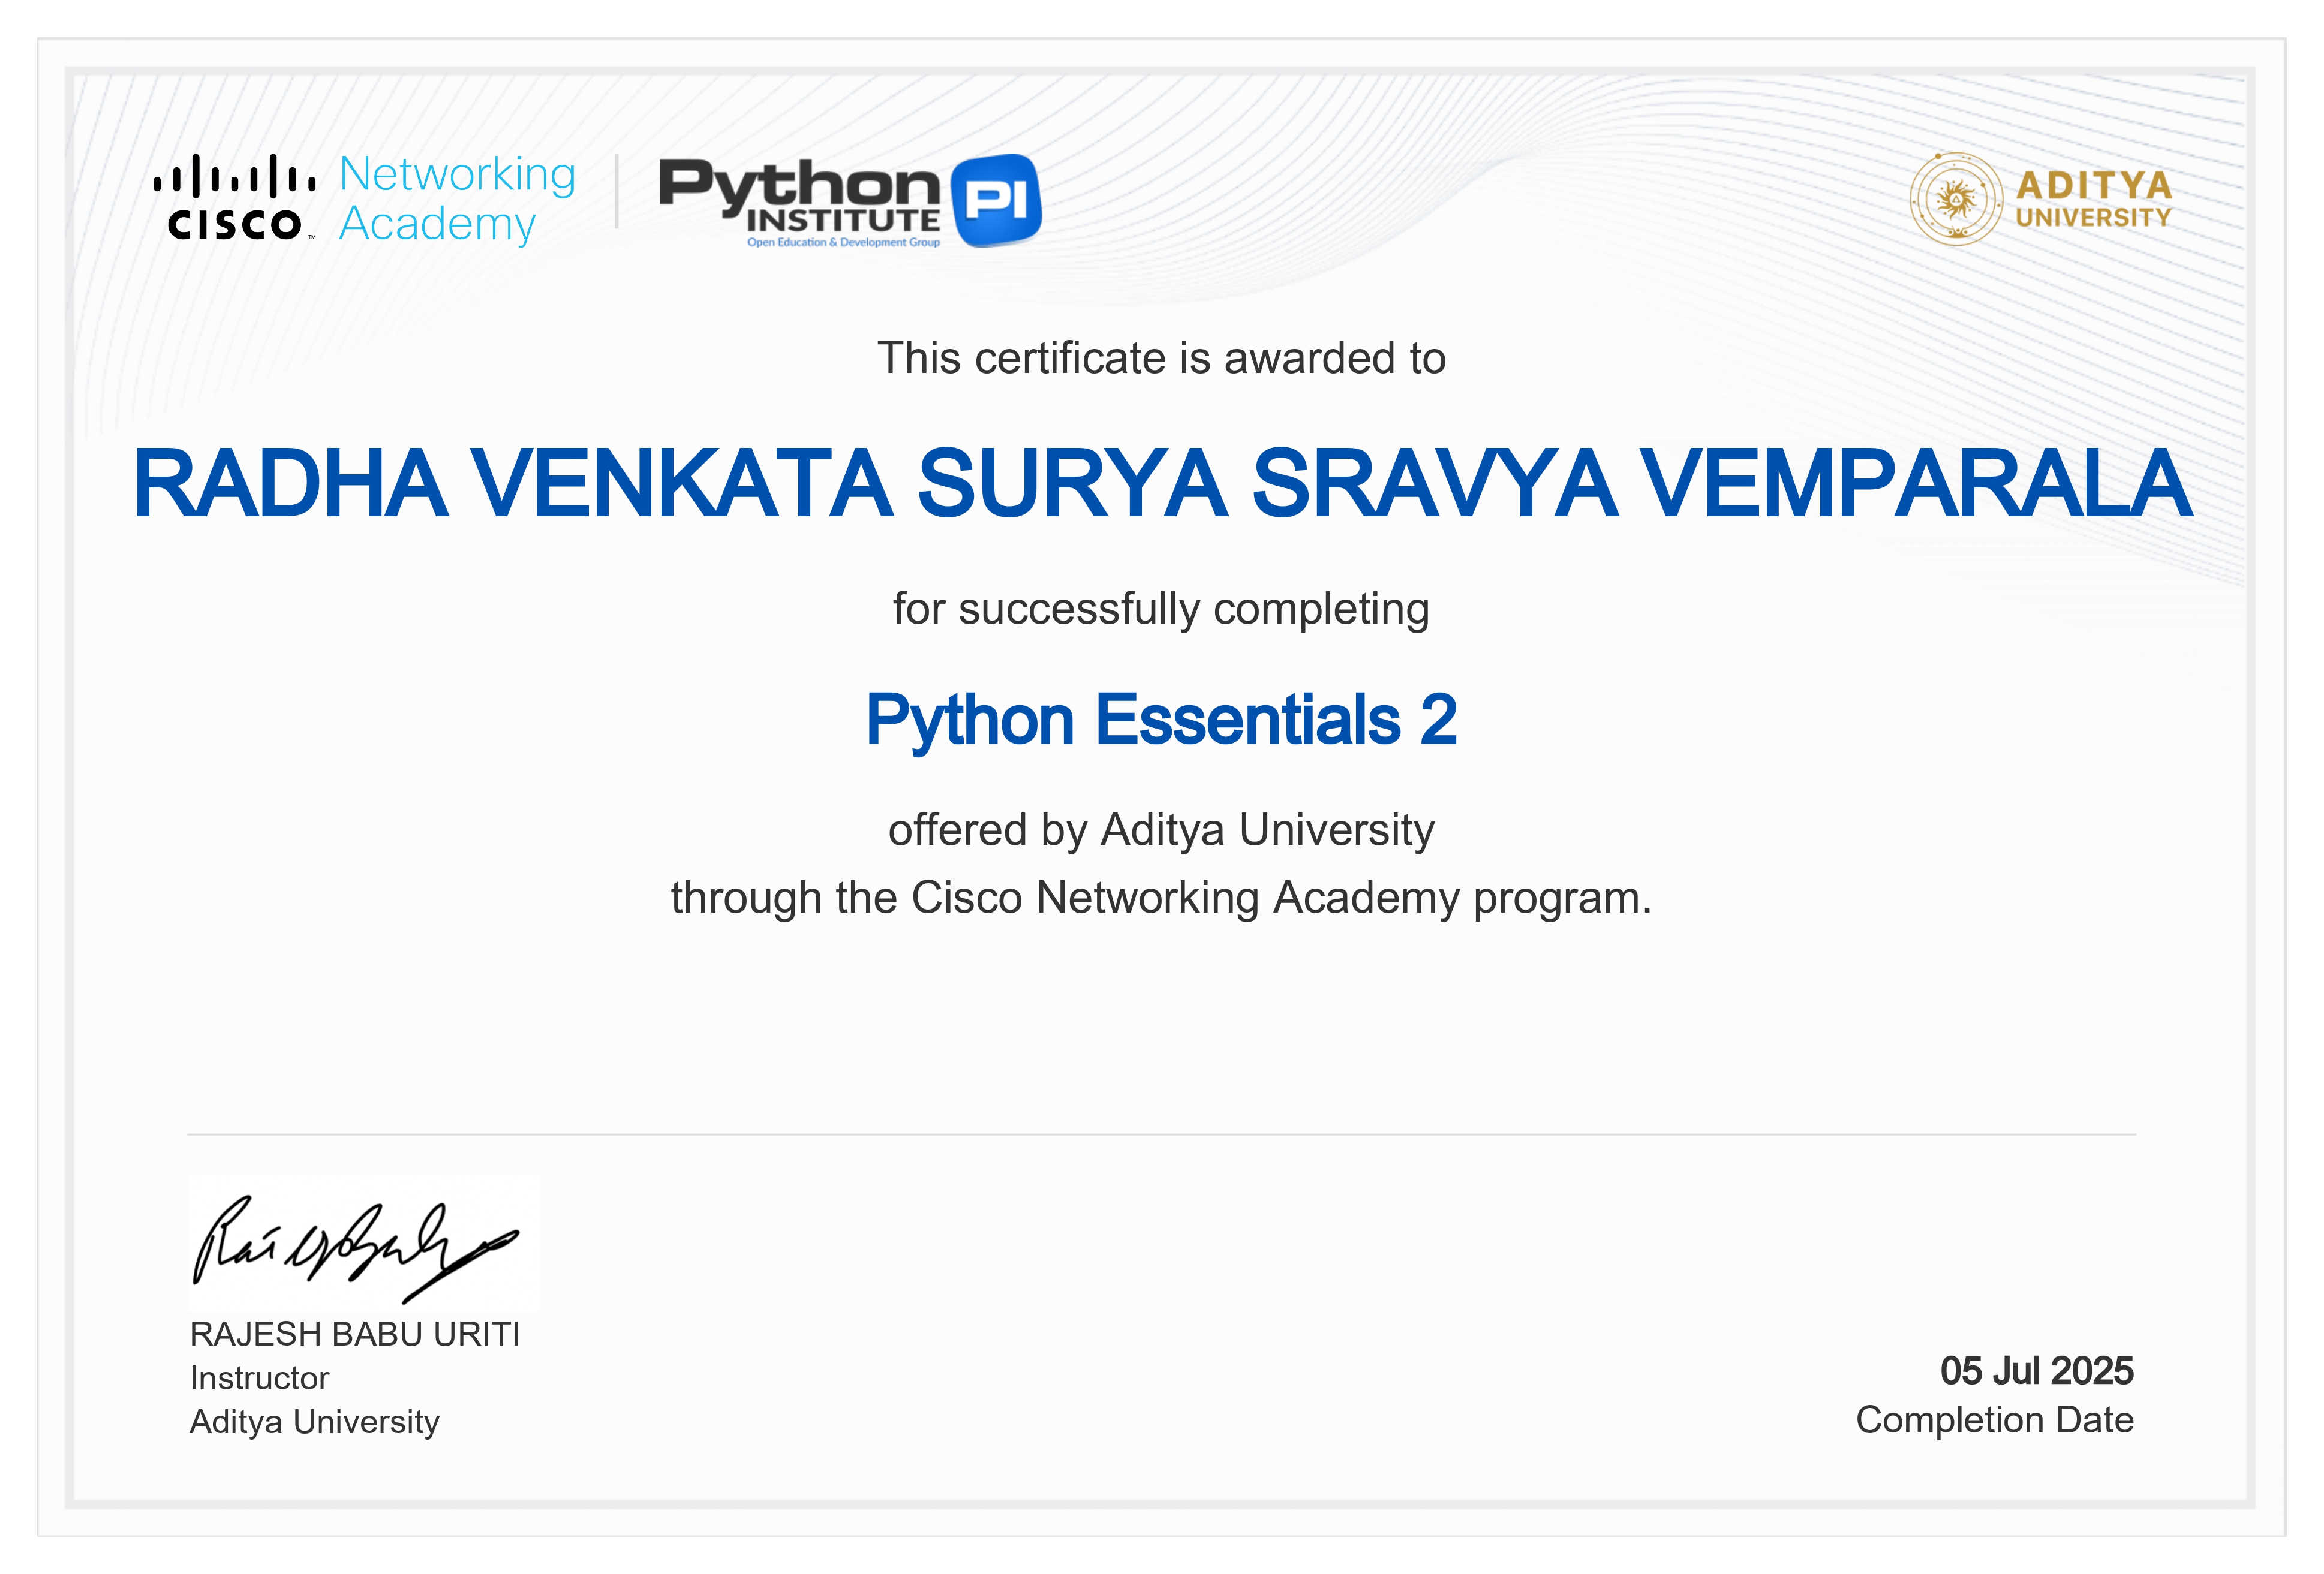 CISCO™ Networking Academy
Python INSTITUTE PI
Open Education & Development Group
ADITYA UNIVERSITY
This certificate is awarded to
RADHA VENKATA SURYA SRAVYA VEMPARALA
for successfully completing
Python Essentials 2
offered by Aditya University
through the Cisco Networking Academy program.
RAJESH BABU URITI
Instructor
Aditya University
05 Jul 2025
Completion Date